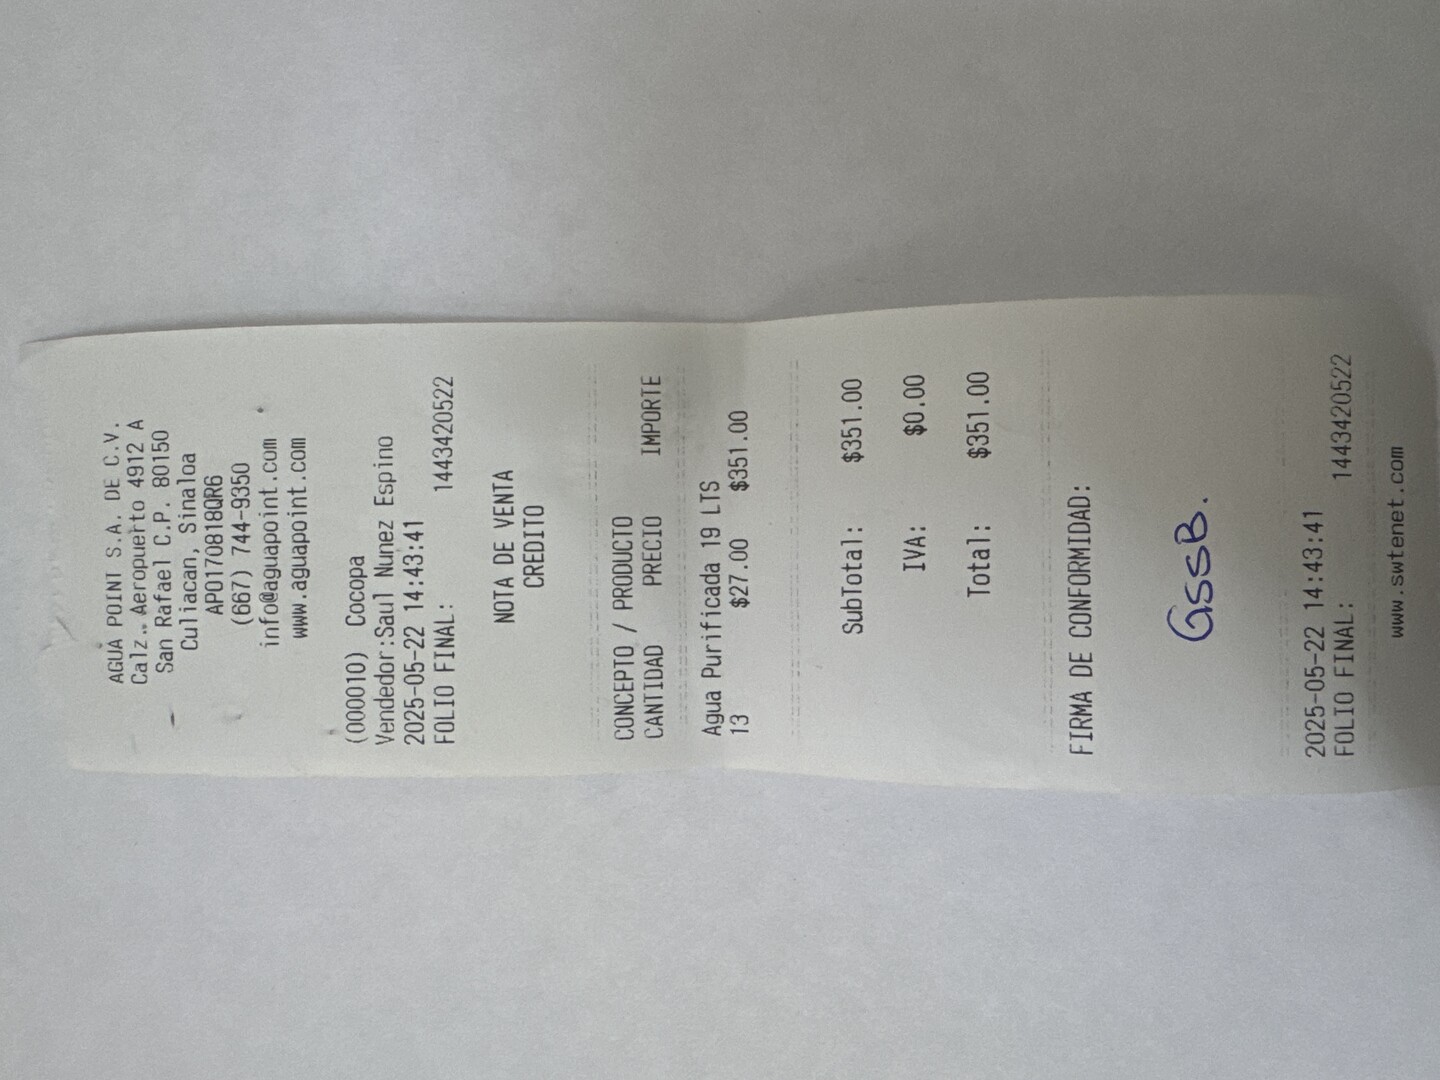 AGUA POINT S.A. DE C.V.
Calz.. Aeropuerto 4912 A
San Rafael C.P. 80150
Culiacan, Sinaloa
APO170818QR6
(667) 744-9350
info@aguapoint.com
www.aguapoint.com
(000010) Cocopa
Vendedor:Saul Nunez Espino
2025-05-22 14:43:41
FOLIO FINAL: 1443420522
NOTA DE VENTA
CREDITO
CONCEPTO / PRODUCTO
CANTIDAD PRECIO IMPORTE
Agua Purificada 19 LTS
13 $27.00 $351.00
SubTotal: $351.00
IVA: $0.00
Total: $351.00
FIRMA DE CONFORMIDAD:
GSSB.
2025-05-22 14:43:41
FOLIO FINAL: 1443420522
www.swtenet.com